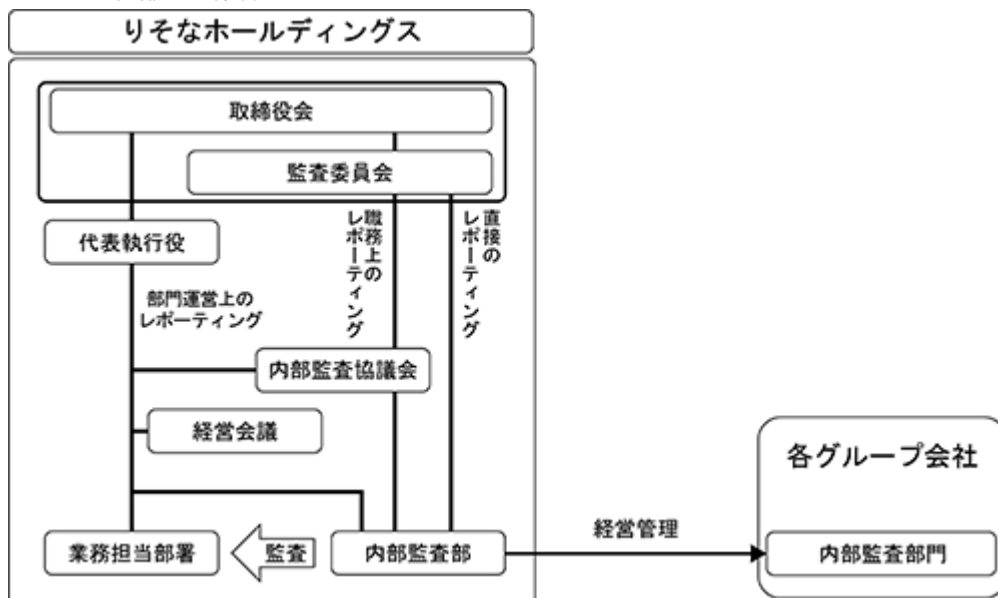 りそなホールディングス
取締役会
監査委員会
代表執行役
職務上の
レポーティング
直接の
レポーティング
部門運営上の
レポーティング
内部監査協議会
経営会議
各グループ会社
経営管理
業務担当部署
監査
内部監査部
内部監査部門